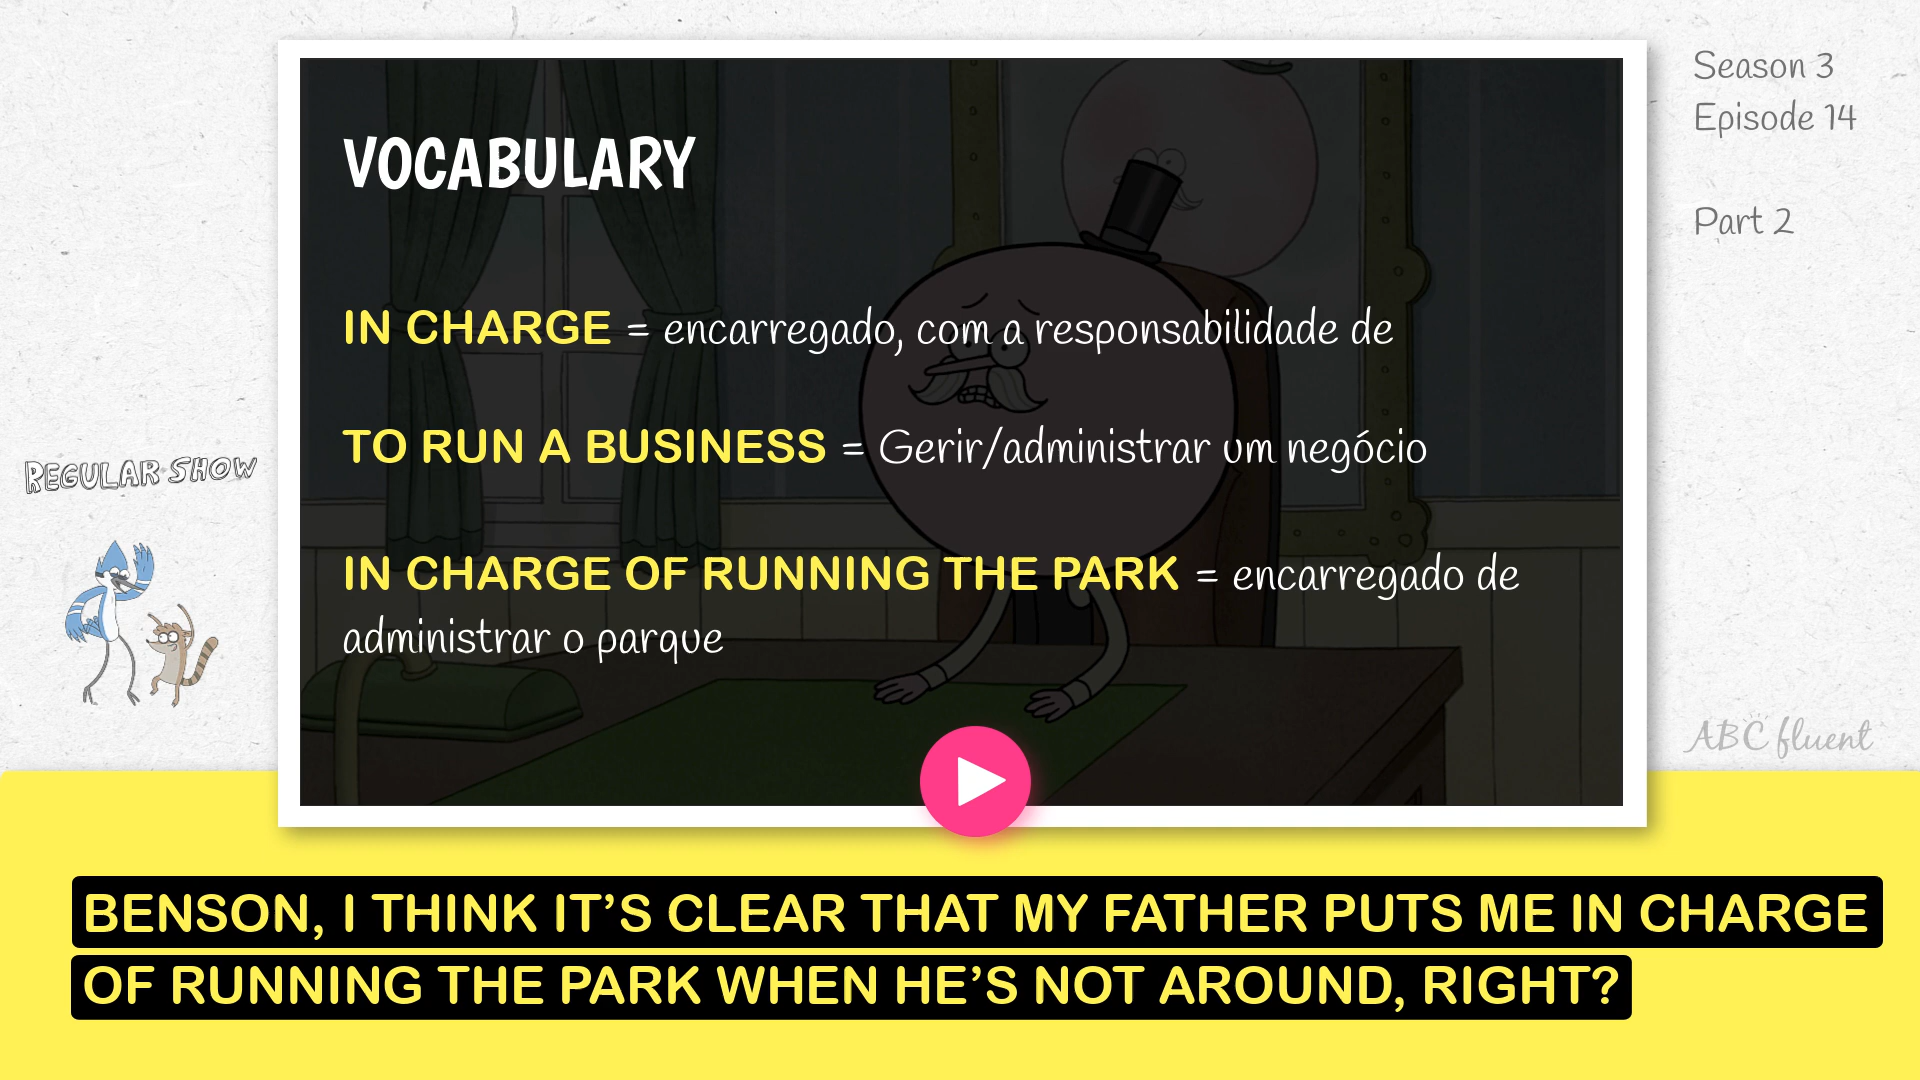 Season 3
Episode 14
Part 2
VOCABULARY
IN CHARGE = encarregado, com a responsabilidade de
TO RUN A BUSINESS = Gerir/administrar um negócio
IN CHARGE OF RUNNING THE PARK = encarregado de
administrar o parque
REGULAR SHOW
ABC fluent
BENSON, I THINK IT’S CLEAR THAT MY FATHER PUTS ME IN CHARGE
OF RUNNING THE PARK WHEN HE’S NOT AROUND, RIGHT?